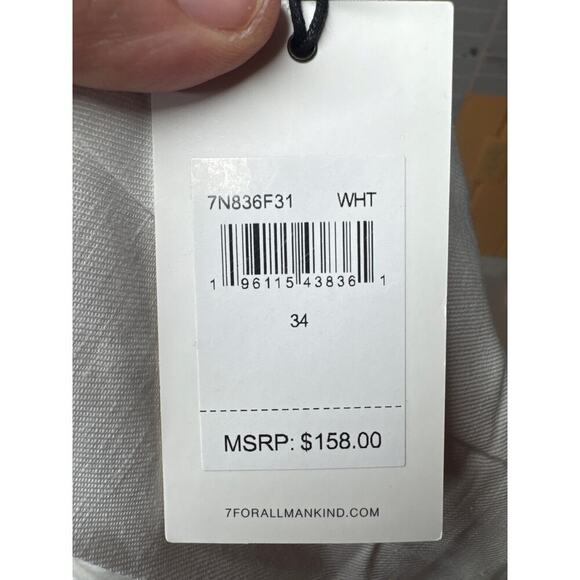 7N836F31 WHT
1 96115 43836 1
34
MSRP: $158.00
7FORALLMANKIND.COM